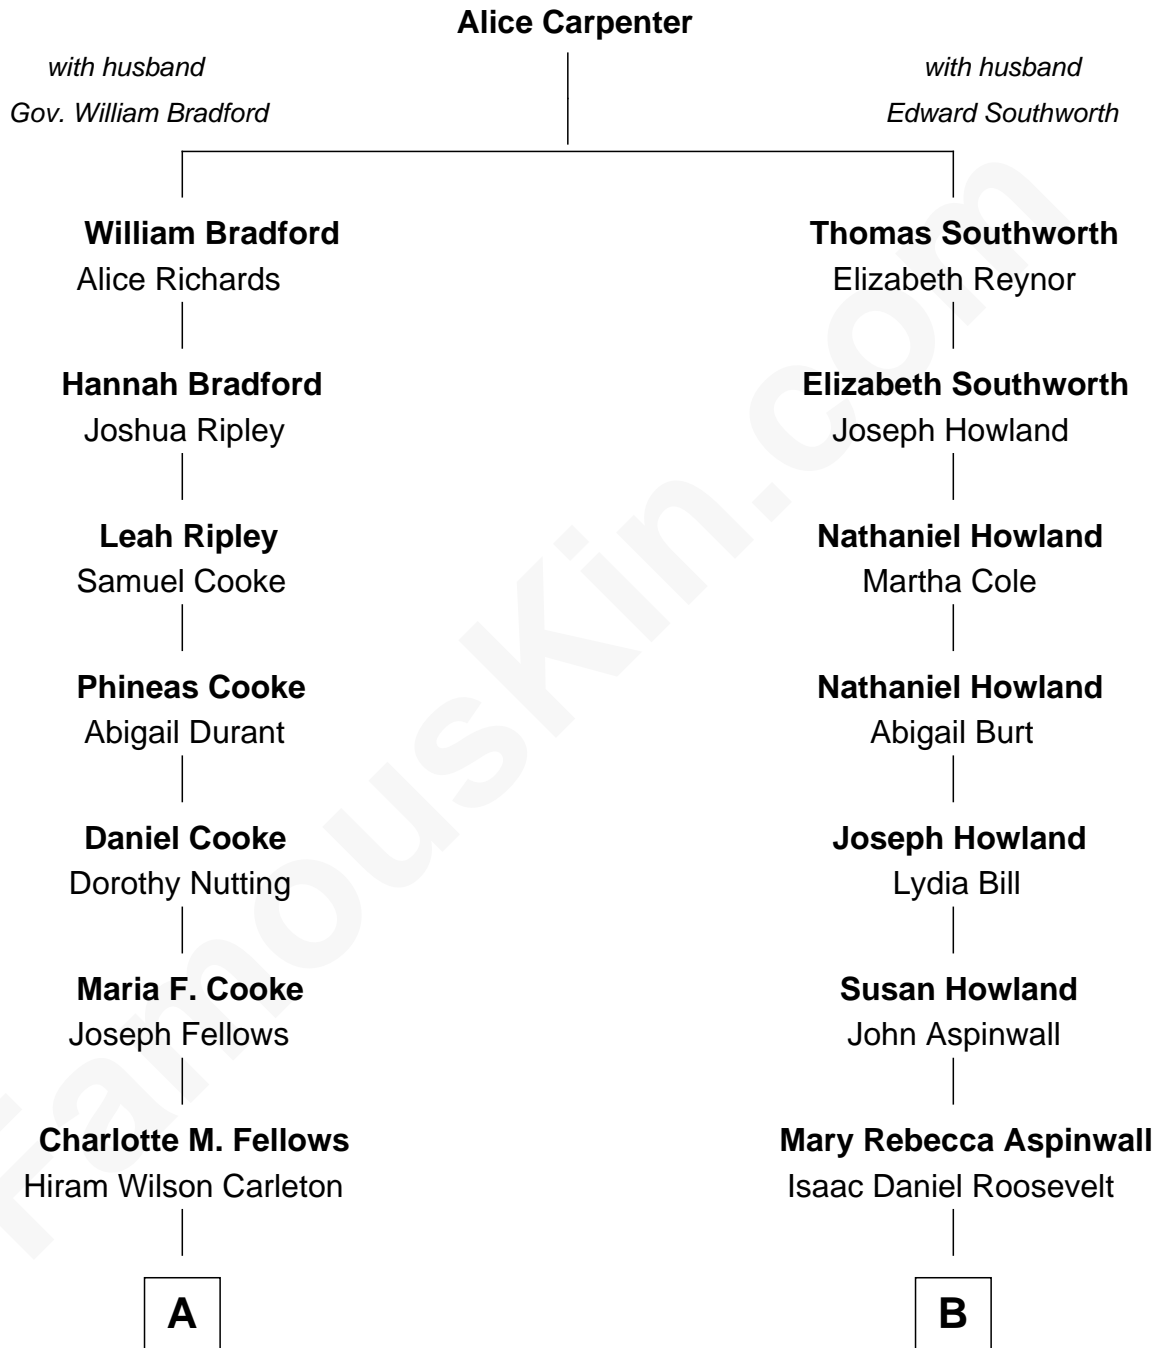 Alice Carpenter
with husband
Gov. William Bradford
with husband
Edward Southworth
William Bradford
Alice Richards
Thomas Southworth
Elizabeth Reynor
Hannah Bradford
Joshua Ripley
Elizabeth Southworth
Joseph Howland
Leah Ripley
Samuel Cooke
Nathaniel Howland
Martha Cole
Phineas Cooke
Abigail Durant
Nathaniel Howland
Abigail Burt
Daniel Cooke
Dorothy Nutting
Joseph Howland
Lydia Bill
Maria F. Cooke
Joseph Fellows
Susan Howland
John Aspinwall
Charlotte M. Fellows
Hiram Wilson Carleton
Mary Rebecca Aspinwall
Isaac Daniel Roosevelt
A
B
FamousKin.com